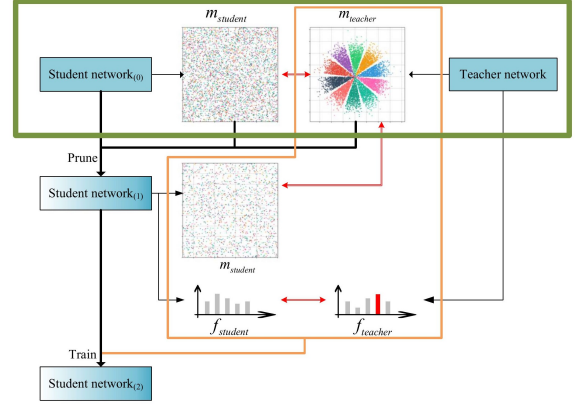 m_student
m_teacher
Student network(0)
Teacher network
Prune
Student network(1)
m_student
f_student
f_teacher
Train
Student network(2)